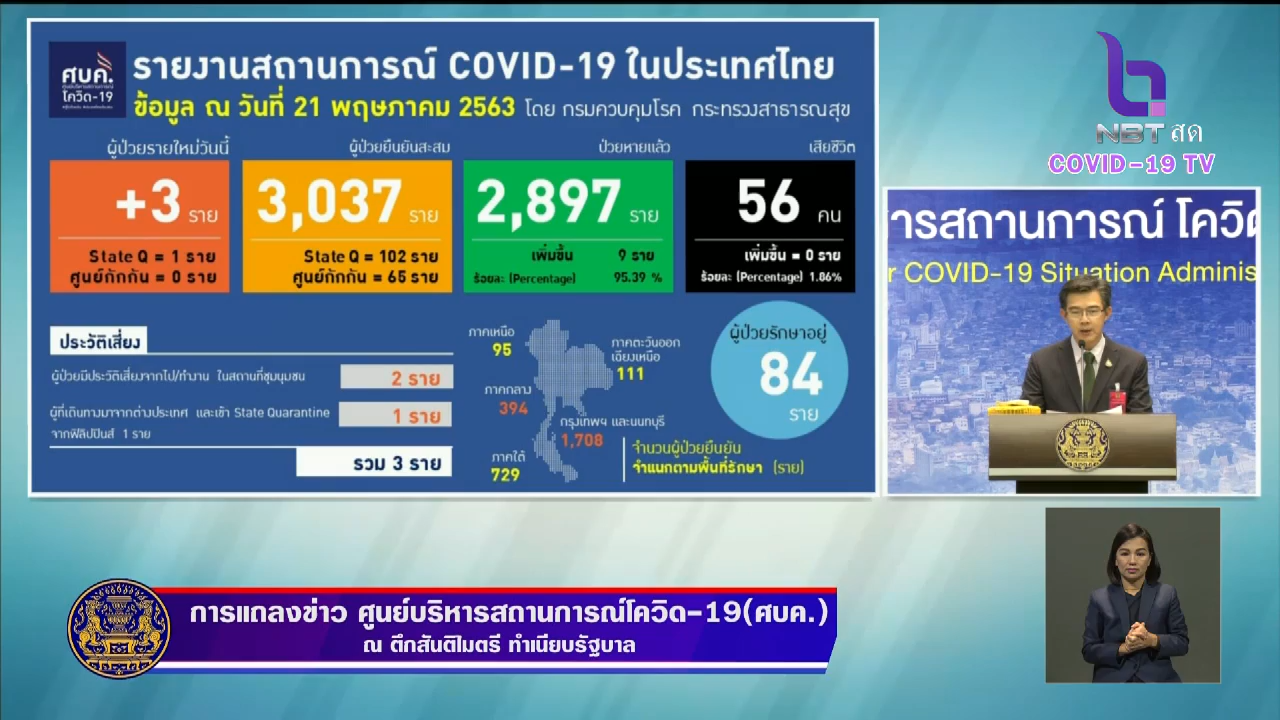 ศบค.
โควิด-19
รายงานสถานการณ์ COVID-19 ในประเทศไทย
ข้อมูล ณ วันที่ 21 พฤษภาคม 2563 โดย กรมควบคุมโรค กระทรวงสาธารณสุข
ผู้ป่วยรายใหม่วันนี้
+3 ราย
State Q = 1 ราย
ศูนย์กักกัน = 0 ราย
ผู้ป่วยยืนยันสะสม
3,037 ราย
State Q = 102 ราย
ศูนย์กักกัน = 65 ราย
ป่วยหายแล้ว
2,897 ราย
เพิ่มขึ้น 9 ราย
ร้อยละ (Percentage) 95.39 %
เสียชีวิต
56 คน
เพิ่มขึ้น = 0 ราย
ร้อยละ (Percentage) 1.86%
ประวัติเสี่ยง
ผู้ป่วยมีประวัติเสี่ยงจากไป/ทำงาน ในสถานที่ชุมนุมชน 2 ราย
ผู้ที่เดินทางมาจากต่างประเทศ และเข้า State Quarantine 1 ราย
จากฟิลิปปินส์ 1 ราย
รวม 3 ราย
ภาคเหนือ
95
ภาคตะวันออก
เฉียงเหนือ
111
ภาคกลาง
394
กรุงเทพฯ และนนทบุรี
1,708
ภาคใต้
729
จำนวนผู้ป่วยยืนยัน
จำแนกตามพื้นที่รักษา (ราย)
ผู้ป่วยรักษาอยู่
84
ราย
NBT สด
COVID-19 TV
ารสถานการณ์ โควิด
r COVID-19 Situation Adminis
การแถลงข่าว ศูนย์บริหารสถานการณ์โควิด-19(ศบค.)
ณ ตึกสันติไมตรี ทำเนียบรัฐบาล